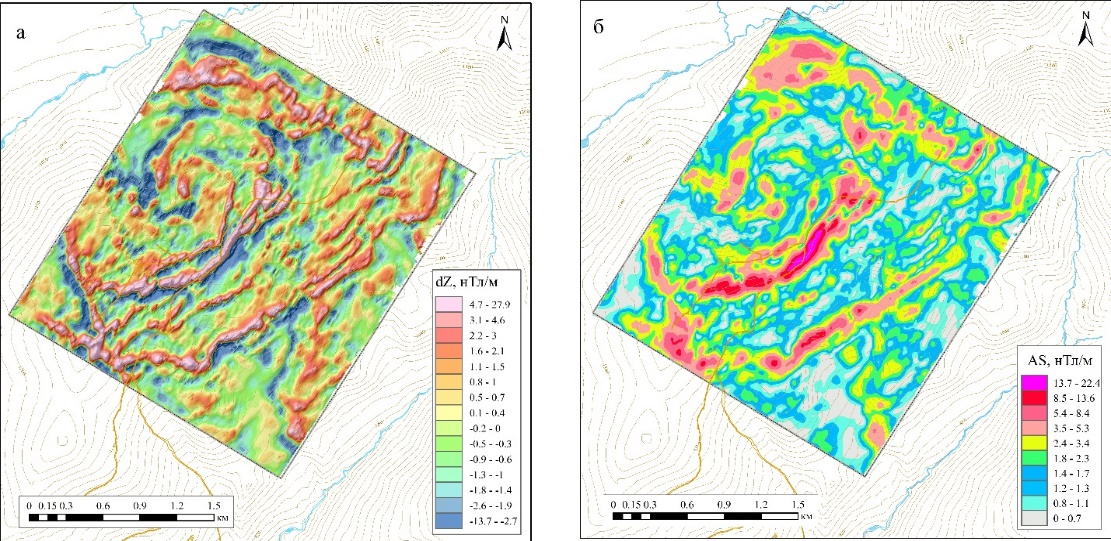 а
N
dZ, нТл/м
4.7 - 27.9
3.1 - 4.6
2.2 - 3
1.6 - 2.1
1.1 - 1.5
0.8 - 1
0.5 - 0.7
0.1 - 0.4
-0.2 - 0
-0.5 - -0.3
-0.9 - -0.6
-1.3 - -1
-1.8 - -1.4
-2.6 - -1.9
-13.7 - -2.7
0 0.15 0.3 0.6 0.9 1.2 1.5
км
б
N
AS, нТл/м
13.7 - 22.4
8.5 - 13.6
5.4 - 8.4
3.5 - 5.3
2.4 - 3.4
1.8 - 2.3
1.4 - 1.7
1.2 - 1.3
0.8 - 1.1
0 - 0.7
0 0.15 0.3 0.6 0.9 1.2 1.5
км